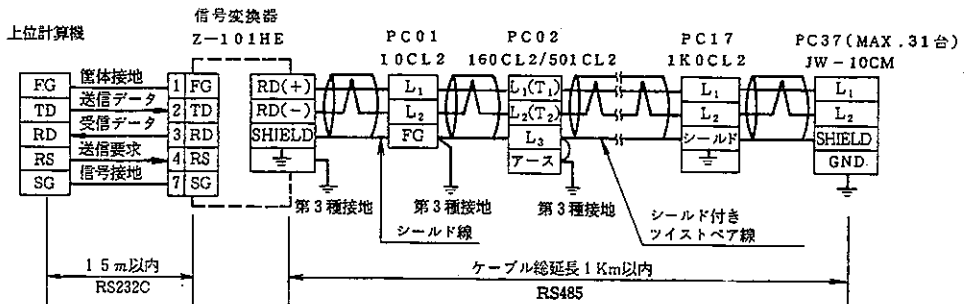 上位計算機
信号変換器
Z-101HE
PC01
10CL2
PC02
160CL2/501CL2
PC17
1K0CL2
PC37(MAX.31台)
JW-10CM
FG 筐体接地 1 FG
TD 送信データ 2 TD
RD 受信データ 3 RD
RS 送信要求 4 RS
SG 信号接地 7 SG
RD(+)
RD(-)
SHIELD
L₁
L₂
FG
L₁(T₁)
L₂(T₂)
L₃
アース
L₁
L₂
シールド
L₁
L₂
SHIELD
GND
第3種接地
第3種接地
第3種接地
シールド線
シールド付き
ツイストペア線
15m以内
RS232C
ケーブル総延長1Km以内
RS485